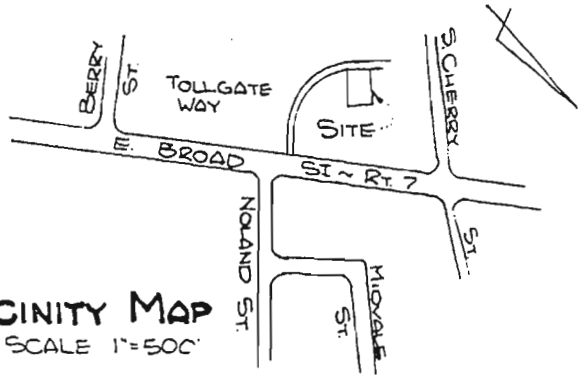 BERRY ST.
TOLLGATE
WAY
S. CHERRY
ST.
SITE
E. BROAD ST ~ RT. 7
NOLAND ST.
MIDVALE
ST.
CINITY MAP
SCALE 1"=500'